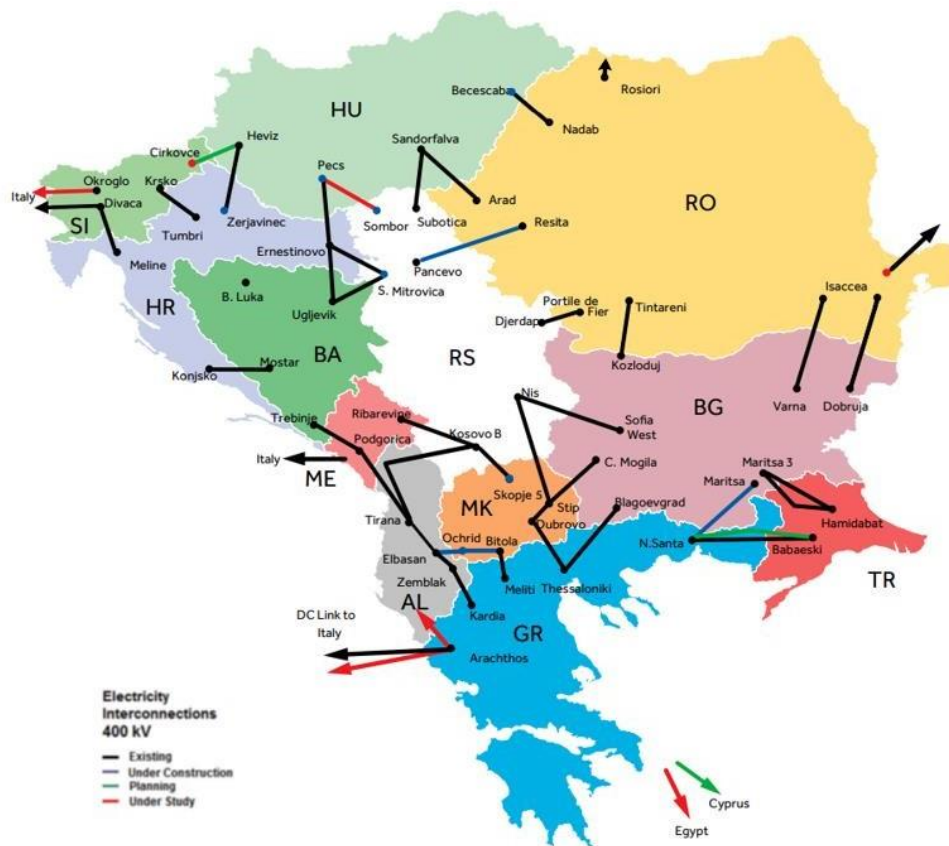 Rosiori
Becescaba
HU
Nadab
Sandorfalva
Heviz
Cirkovce
Pecs
Okroglo
Krsko
Italy
Divaca
Arad
RO
SI
Zerjavinec
Sombor
Subotica
Resita
Tumbri
Ernestinovo
Meline
Pancevo
S. Mitrovica
Isaccea
B. Luka
HR
Ugljevik
Portile de
Fier
Tintareni
Djerdap
BA
RS
Mostar
Konjsko
Kozloduj
Varna
Dobruja
Nis
BG
Ribarevine
Trebinje
Sofia
West
Podgorica
Kosovo B
Italy
ME
C. Mogila
Maritsa 3
Maritsa
Skopje 5
MK
Stip
Blagoevgrad
Tirana
Dubrovo
Hamidabat
Ochrid
Bitola
N.Santa
Babaeski
Elbasan
TR
Zemblak
Meliti
Thessaloniki
AL
Kardia
DC Link to
Italy
GR
Arachthos
Electricity
Interconnections
400 kV
Existing
Under Construction
Planning
Under Study
Cyprus
Egypt